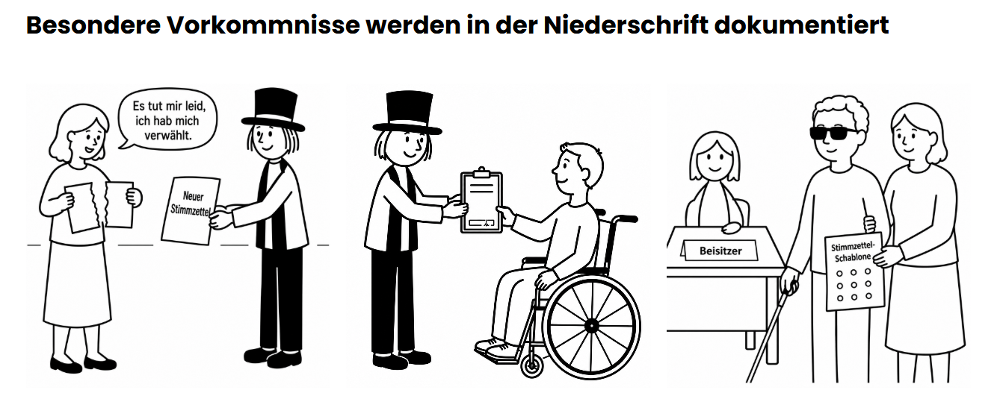 Besondere Vorkommnisse werden in der Niederschrift dokumentiert
Es tut mir leid,
ich hab mich
verwählt.
Neuer
Stimmzettel
Beisitzer
Stimmzettel-
Schablone